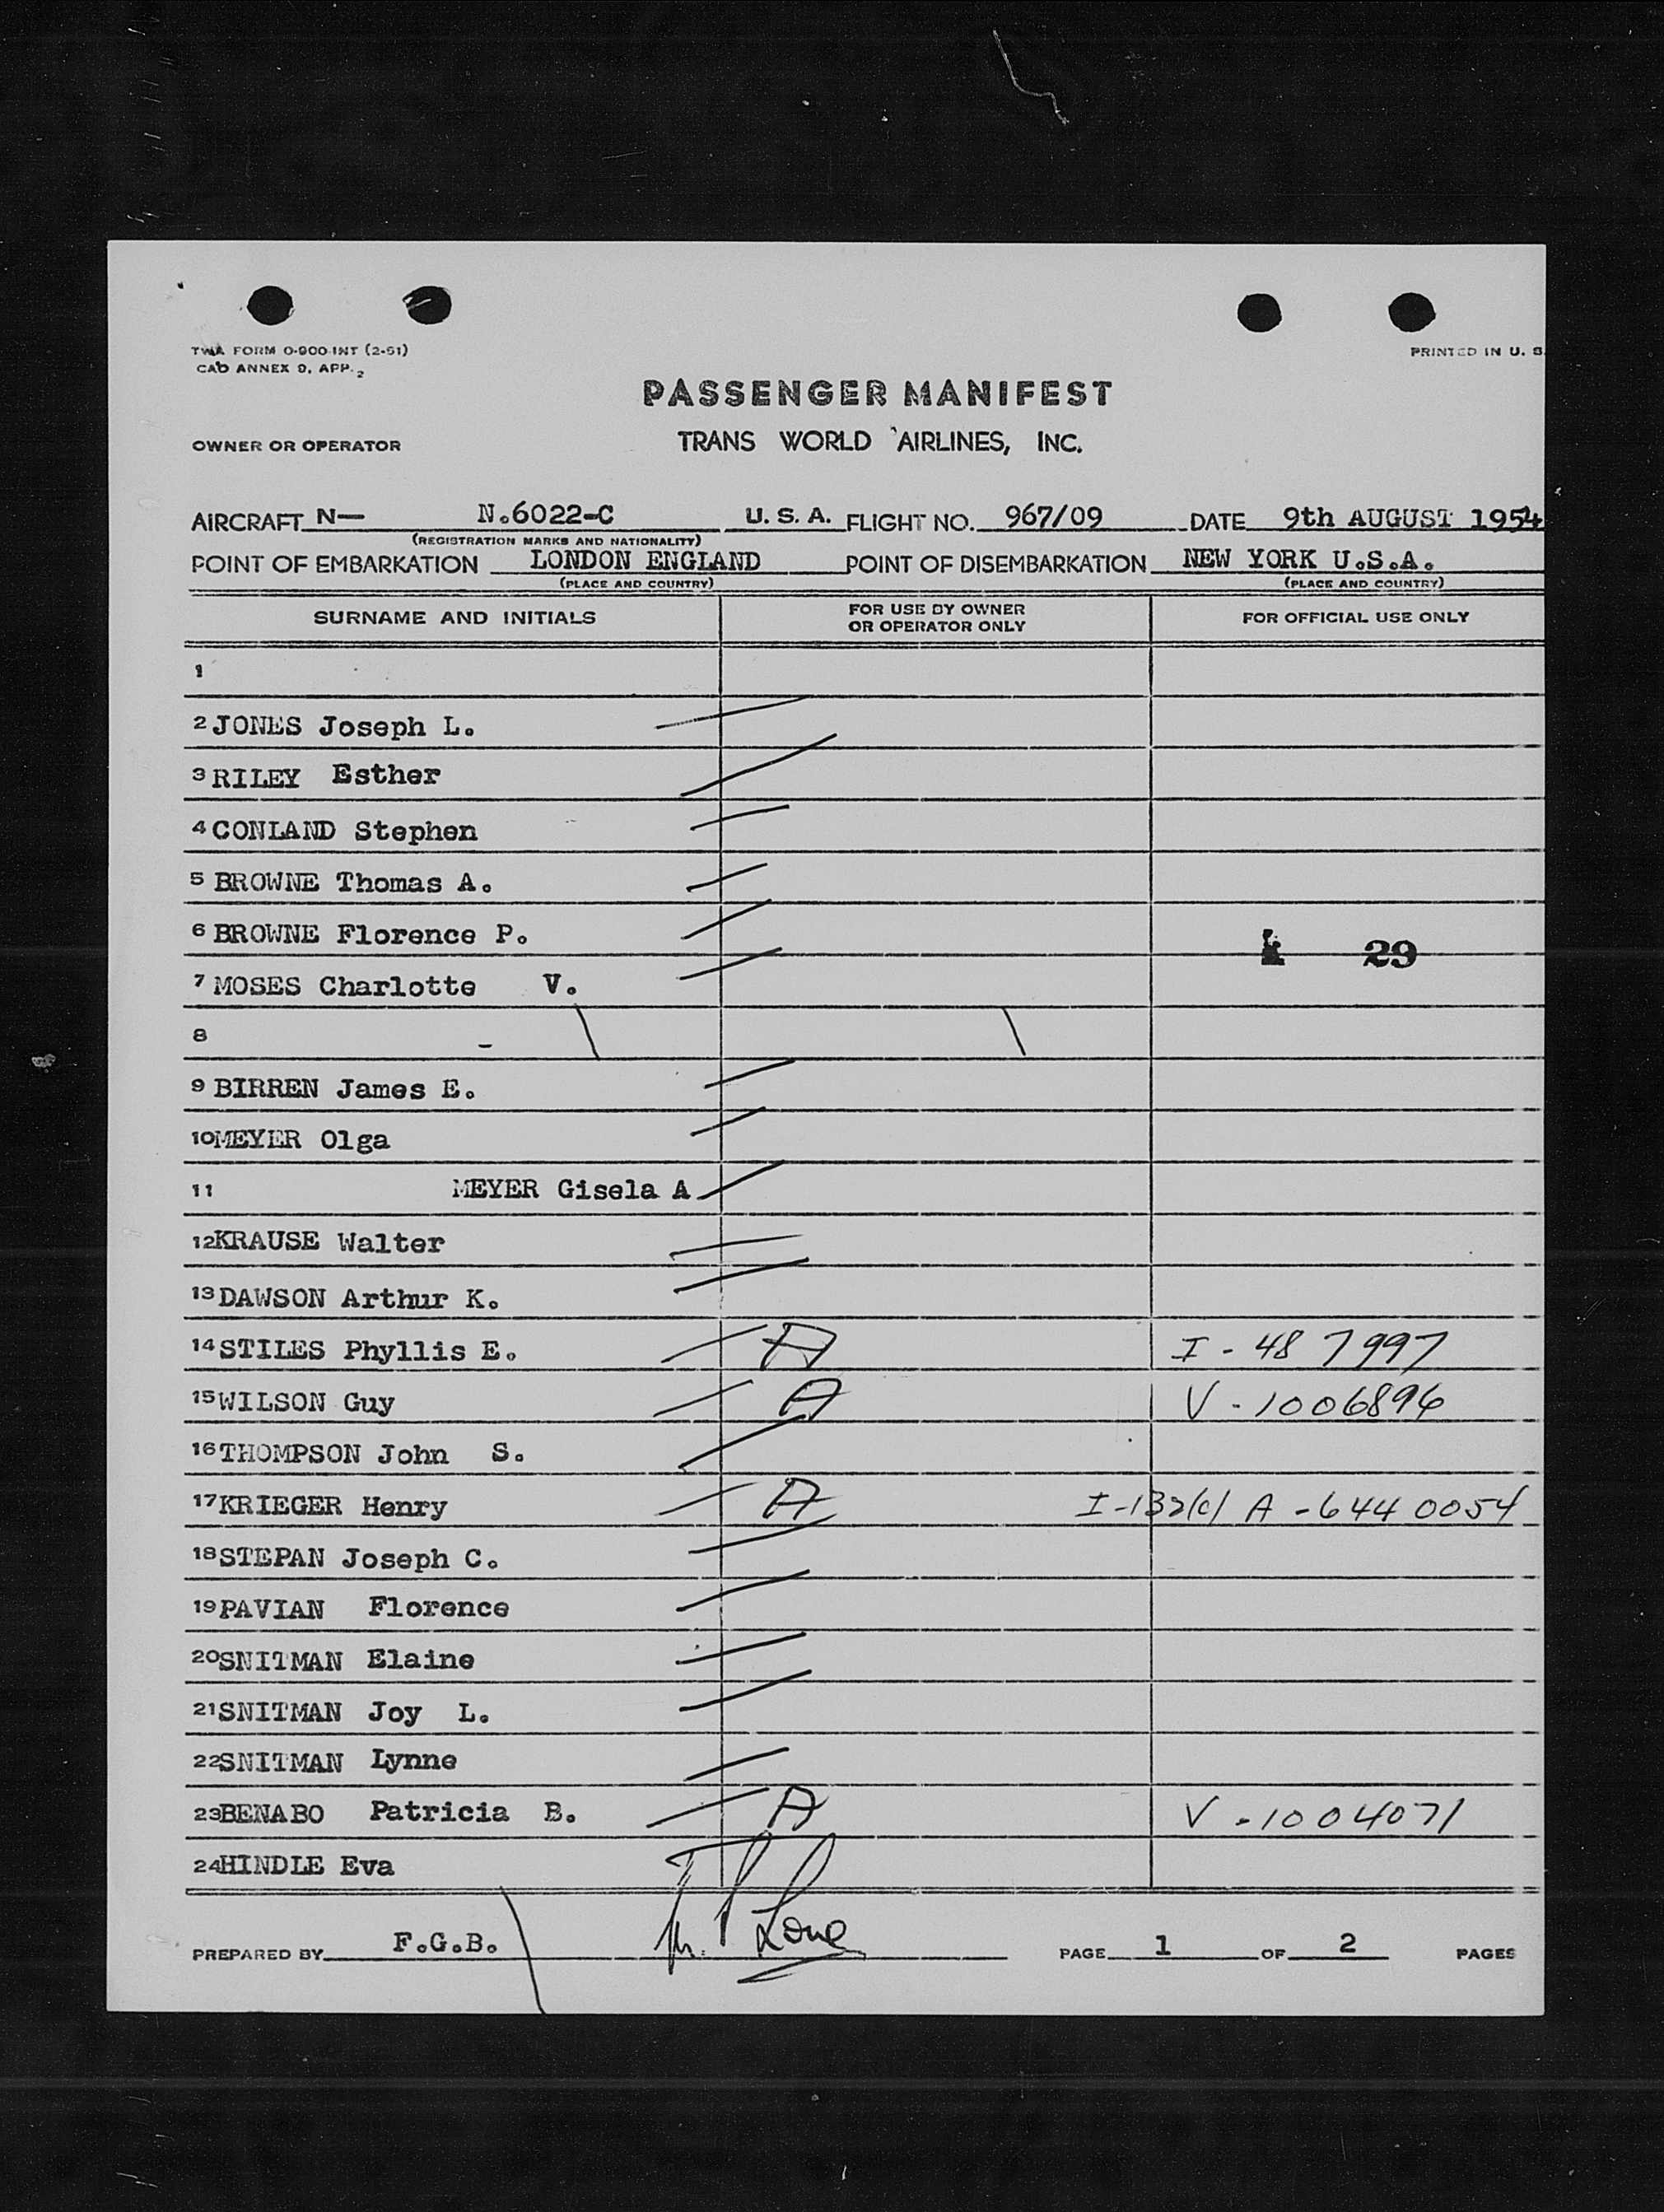 TWA FORM O-900-INT (2-51)
CAO ANNEX 9, APP. 2
PRINTED IN U. S.
PASSENGER MANIFEST
OWNER OR OPERATOR TRANS WORLD AIRLINES, INC.
AIRCRAFT N— N.6022-C U. S. A. FLIGHT NO. 967/09 DATE 9th AUGUST 1954
(REGISTRATION MARKS AND NATIONALITY)
POINT OF EMBARKATION LONDON ENGLAND POINT OF DISEMBARKATION NEW YORK U.S.A.
(PLACE AND COUNTRY) (PLACE AND COUNTRY)
SURNAME AND INITIALS FOR USE BY OWNER OR OPERATOR ONLY FOR OFFICIAL USE ONLY
1
2 JONES Joseph L.
3 RILEY Esther
4 CONLAND Stephen
5 BROWNE Thomas A.
6 BROWNE Florence P.
29
7 MOSES Charlotte V.
8 -
9 BIRREN James E.
10 MEYER Olga
11 MEYER Gisela A
12 KRAUSE Walter
13 DAWSON Arthur K.
14 STILES Phyllis E. A I - 487997
15 WILSON Guy A V - 1006896
16 THOMPSON John S.
17 KRIEGER Henry A I-132(c) A - 6440054
18 STEPAN Joseph C.
19 PAVIAN Florence
20 SNITMAN Elaine
21 SNITMAN Joy L.
22 SNITMAN Lynne
23 BENABO Patricia B. A V - 1004071
24 HINDLE Eva
PREPARED BY F.G.B. PAGE 1 OF 2 PAGES